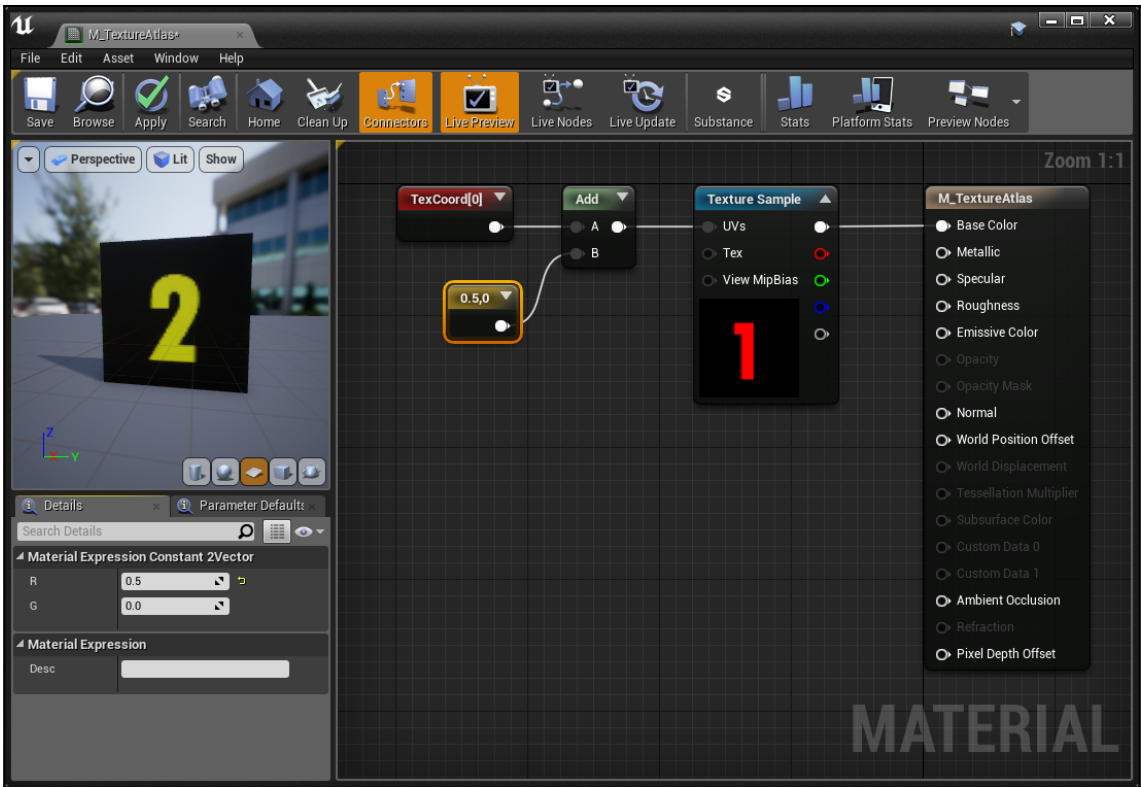 M_TextureAtlas*
File Edit Asset Window Help
Save Browse Apply Search Home Clean Up Connectors Live Preview Live Nodes Live Update Substance Stats Platform Stats Preview Nodes
Perspective Lit Show
2
Z
Y
Details Parameter Defaults
Search Details
Material Expression Constant 2Vector
R 0.5
G 0.0
Material Expression
Desc
Zoom 1:1
TexCoord[0]
Add
A
B
0.5,0
Texture Sample
UVs
Tex
View MipBias
1
M_TextureAtlas
Base Color
Metallic
Specular
Roughness
Emissive Color
Opacity
Opacity Mask
Normal
World Position Offset
World Displacement
Tessellation Multiplier
Subsurface Color
Custom Data 0
Custom Data 1
Ambient Occlusion
Refraction
Pixel Depth Offset
MATERIAL